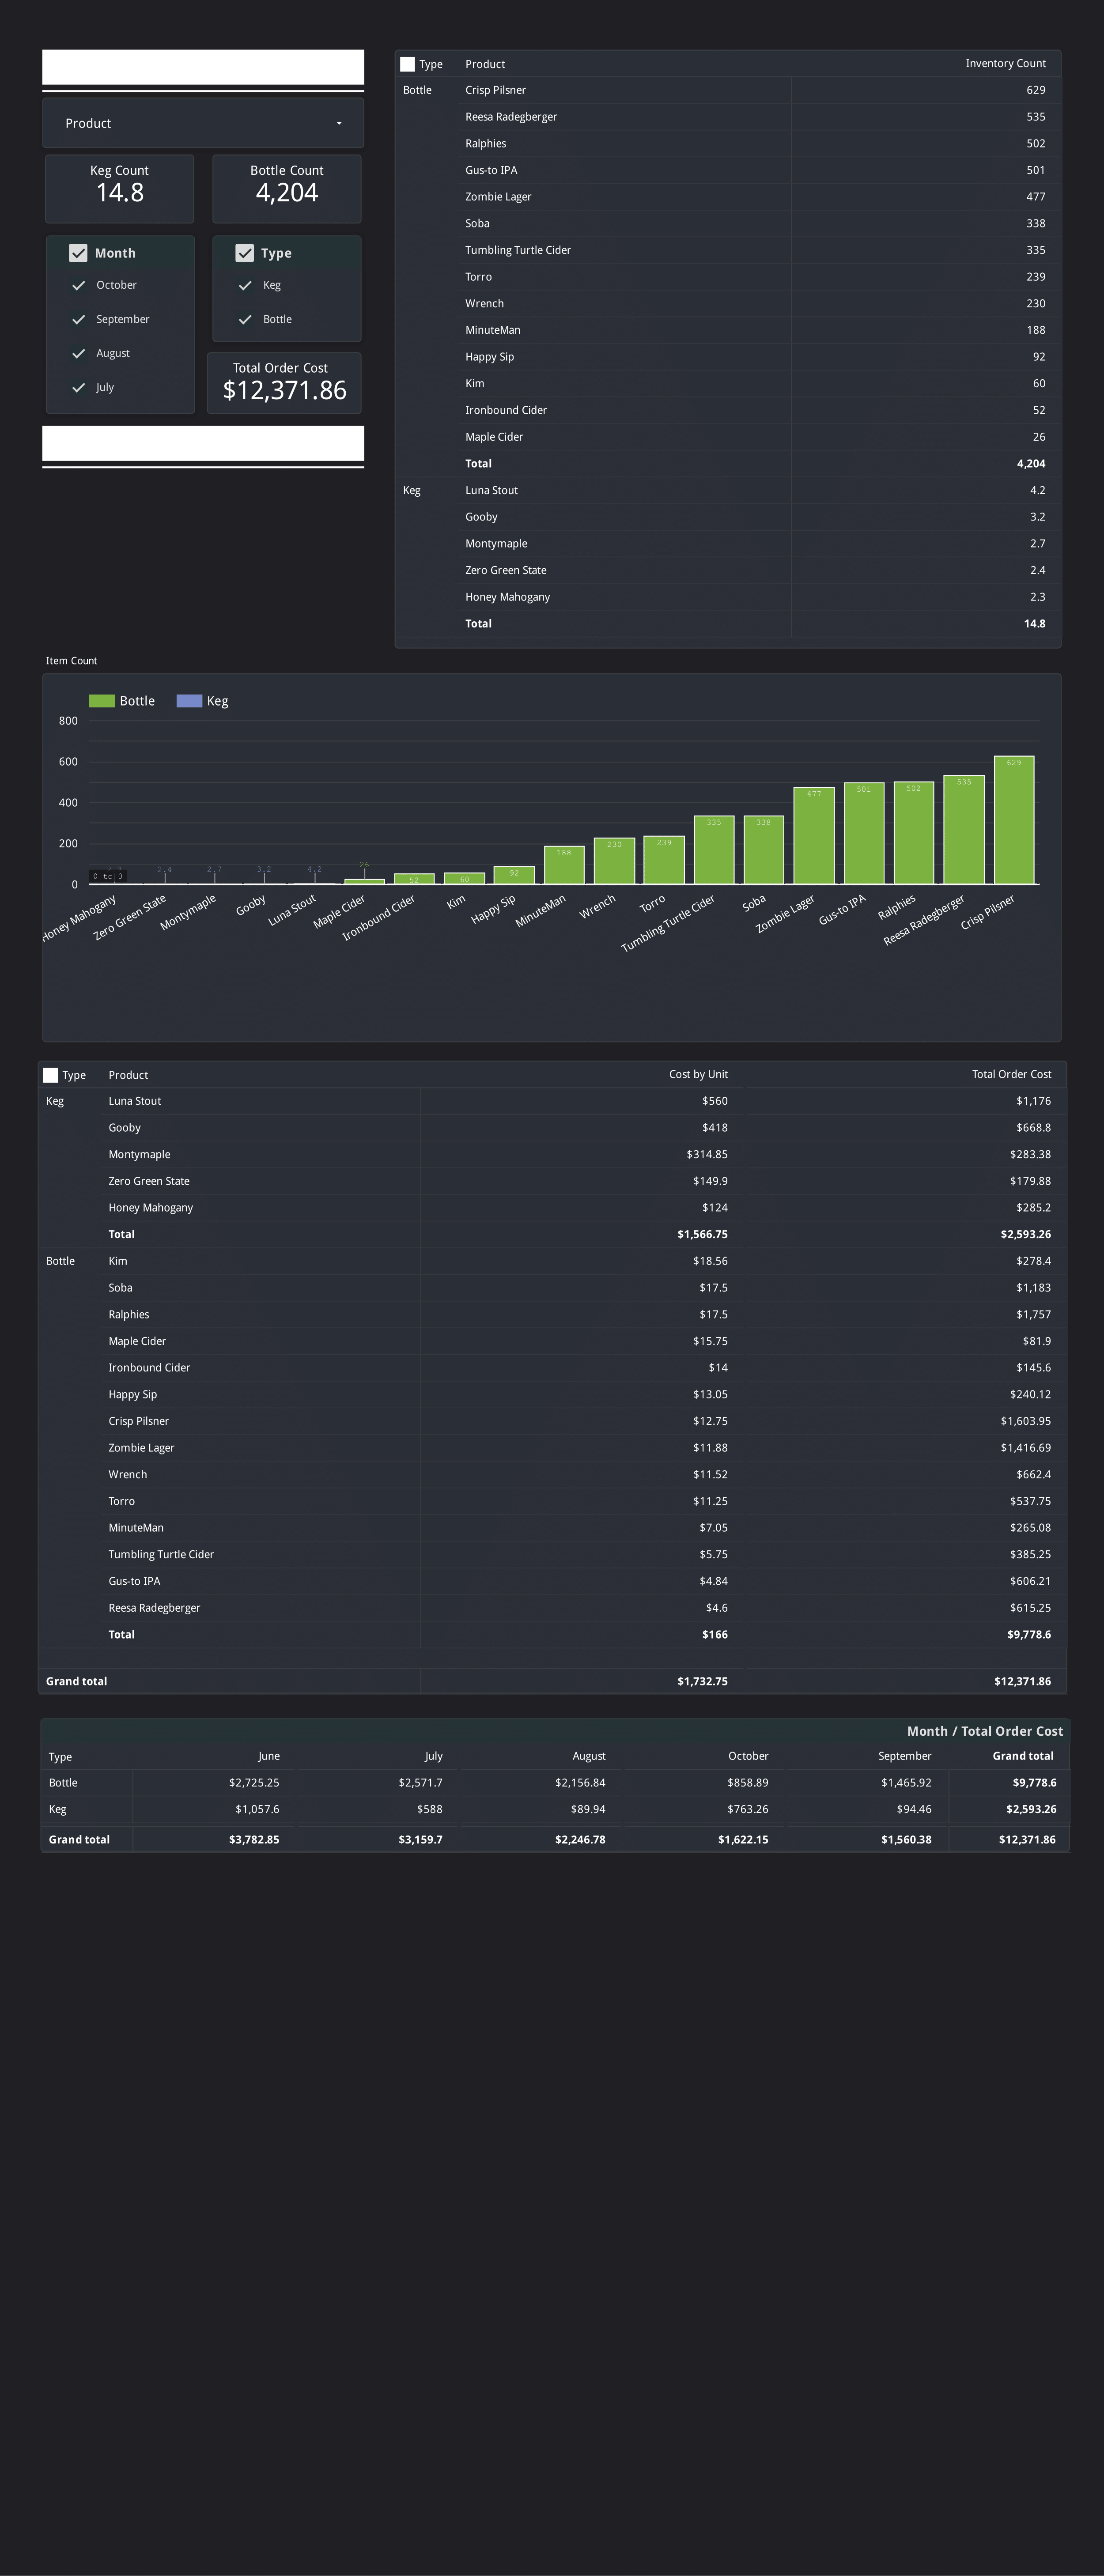 Product
Keg Count
14.8
Bottle Count
4,204
Month
October
September
August
July
Type
Keg
Bottle
Total Order Cost
$12,371.86
Type Product Inventory Count
Bottle Crisp Pilsner 629
Reesa Radegberger 535
Ralphies 502
Gus-to IPA 501
Zombie Lager 477
Soba 338
Tumbling Turtle Cider 335
Torro 239
Wrench 230
MinuteMan 188
Happy Sip 92
Kim 60
Ironbound Cider 52
Maple Cider 26
Total 4,204
Keg Luna Stout 4.2
Gooby 3.2
Montymaple 2.7
Zero Green State 2.4
Honey Mahogany 2.3
Total 14.8
Item Count
Bottle Keg
800
600
400
200
0
0 to 0
2.4 2.7 3.2 4.2 26 52 60 92 188 230 239 335 338 477 501 502 535 629
Honey Mahogany Zero Green State Montymaple Gooby Luna Stout Maple Cider Ironbound Cider Kim Happy Sip MinuteMan Wrench Torro Tumbling Turtle Cider Soba Zombie Lager Gus-to IPA Ralphies Reesa Radegberger Crisp Pilsner
Type Product Cost by Unit Total Order Cost
Keg Luna Stout $560 $1,176
Gooby $418 $668.8
Montymaple $314.85 $283.38
Zero Green State $149.9 $179.88
Honey Mahogany $124 $285.2
Total $1,566.75 $2,593.26
Bottle Kim $18.56 $278.4
Soba $17.5 $1,183
Ralphies $17.5 $1,757
Maple Cider $15.75 $81.9
Ironbound Cider $14 $145.6
Happy Sip $13.05 $240.12
Crisp Pilsner $12.75 $1,603.95
Zombie Lager $11.88 $1,416.69
Wrench $11.52 $662.4
Torro $11.25 $537.75
MinuteMan $7.05 $265.08
Tumbling Turtle Cider $5.75 $385.25
Gus-to IPA $4.84 $606.21
Reesa Radegberger $4.6 $615.25
Total $166 $9,778.6
Grand total $1,732.75 $12,371.86
Month / Total Order Cost
Type June July August October September Grand total
Bottle $2,725.25 $2,571.7 $2,156.84 $858.89 $1,465.92 $9,778.6
Keg $1,057.6 $588 $89.94 $763.26 $94.46 $2,593.26
Grand total $3,782.85 $3,159.7 $2,246.78 $1,622.15 $1,560.38 $12,371.86